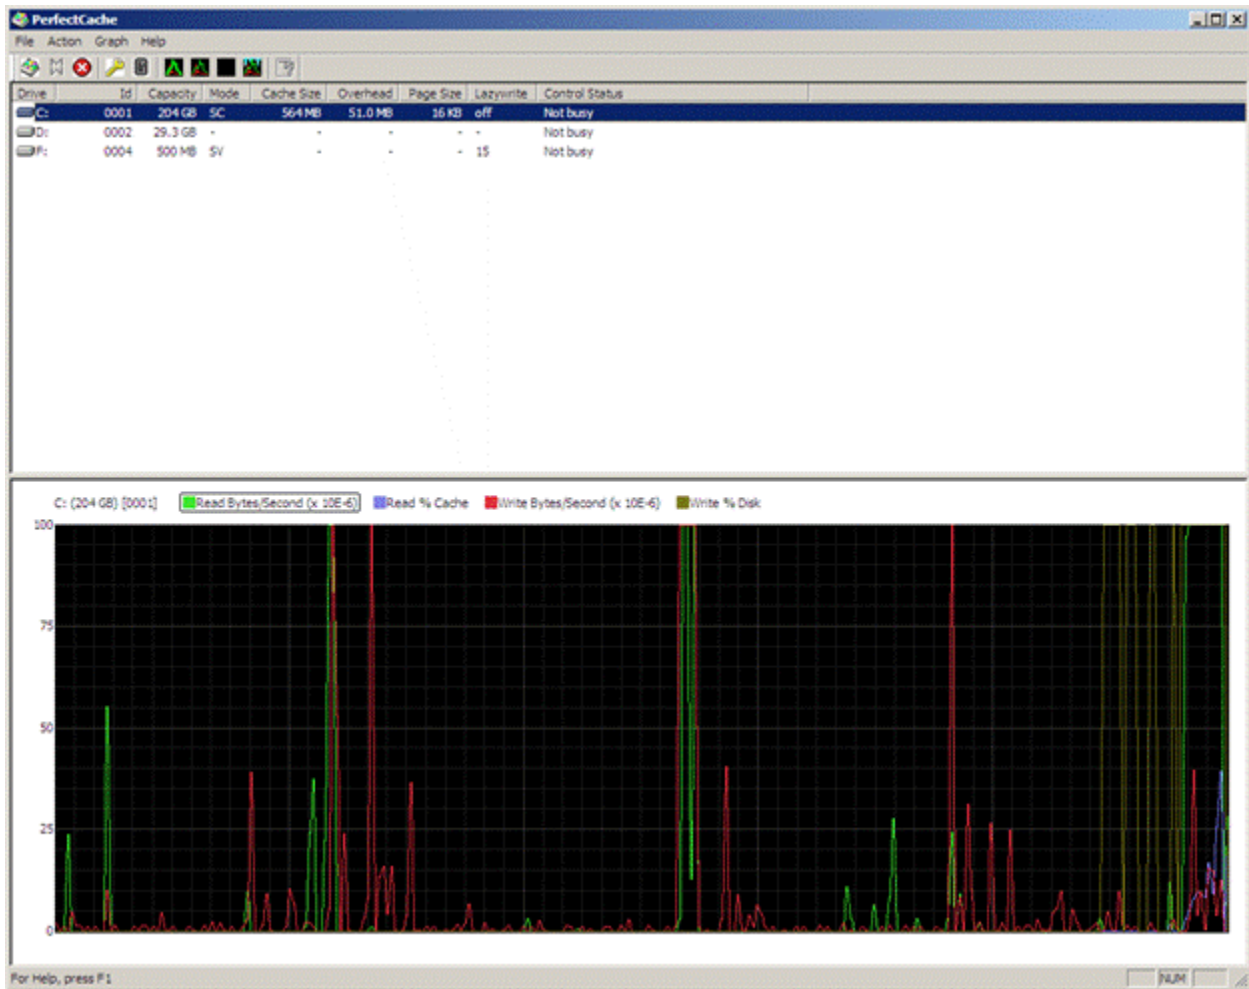 PerfectCache
File Action Graph Help
Drive Id Capacity Mode Cache Size Overhead Page Size Lazywrite Control Status
C: 0001 204 GB SC 564 MB 51.0 MB 16 KB off Not busy
D: 0002 29.3 GB - - - - - Not busy
F: 0004 500 MB SV - - - 15 Not busy
C: (204 GB) [0001] Read Bytes/Second (x 10E-6) Read % Cache Write Bytes/Second (x 10E-6) Write % Disk
100
75
50
25
0
For Help, press F1 NUM